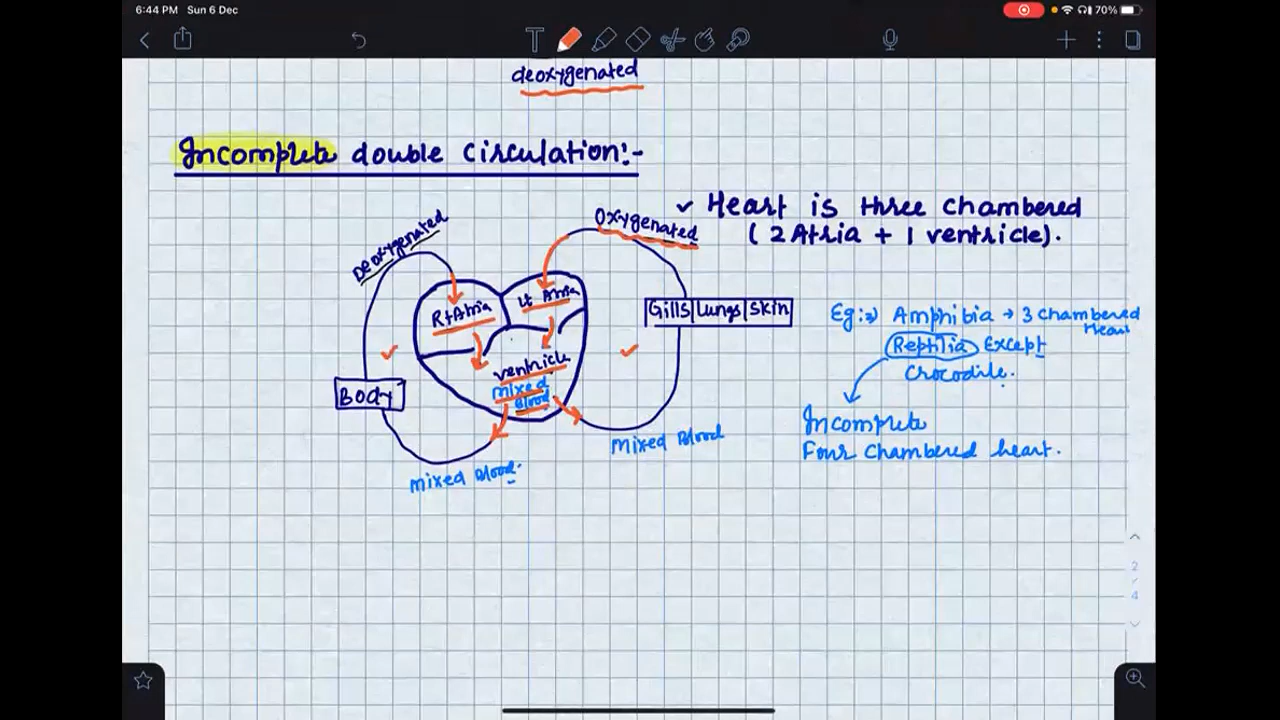 6:44 PM Sun 6 Dec
70%
deoxygenated
Incomplete double circulation:-
✓ Heart is three chambered
(2 Atria + 1 ventricle).
Deoxygenated
Oxygenated
Rt Atria
Lt Atria
ventricle
mixed
Blood
Body
Gills|Lungs|Skin
mixed Blood.
mixed Blood
Eg:→ Amphibia → 3 chambered
Heart
Reptilia Except
Crocodile.
Incomplete
Four chambered heart.
2
4